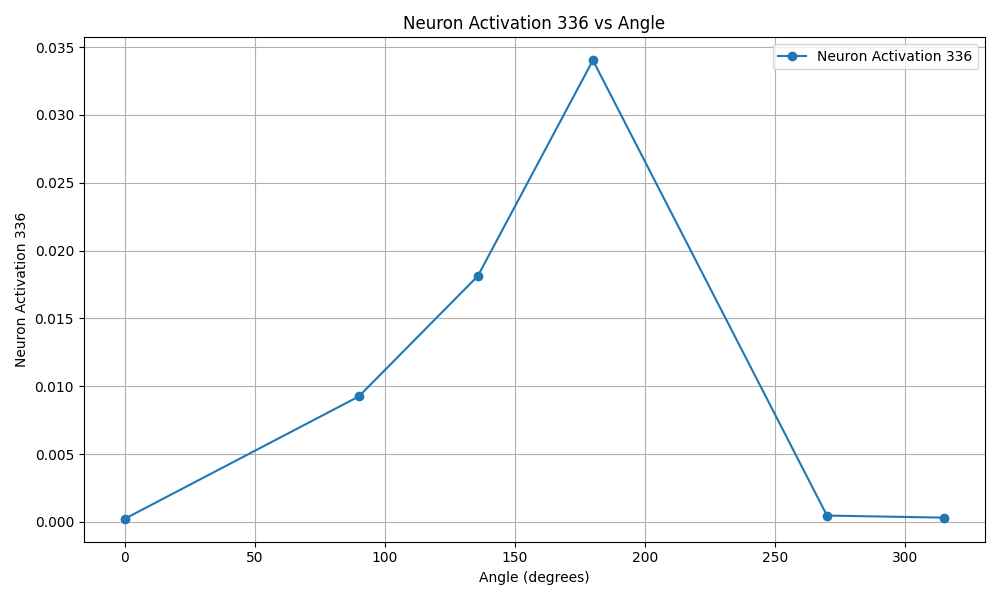 Neuron Activation 336 vs Angle
Neuron Activation 336
0.035
0.030
0.025
0.020
0.015
0.010
0.005
0.000
Neuron Activation 336
0 50 100 150 200 250 300
Angle (degrees)